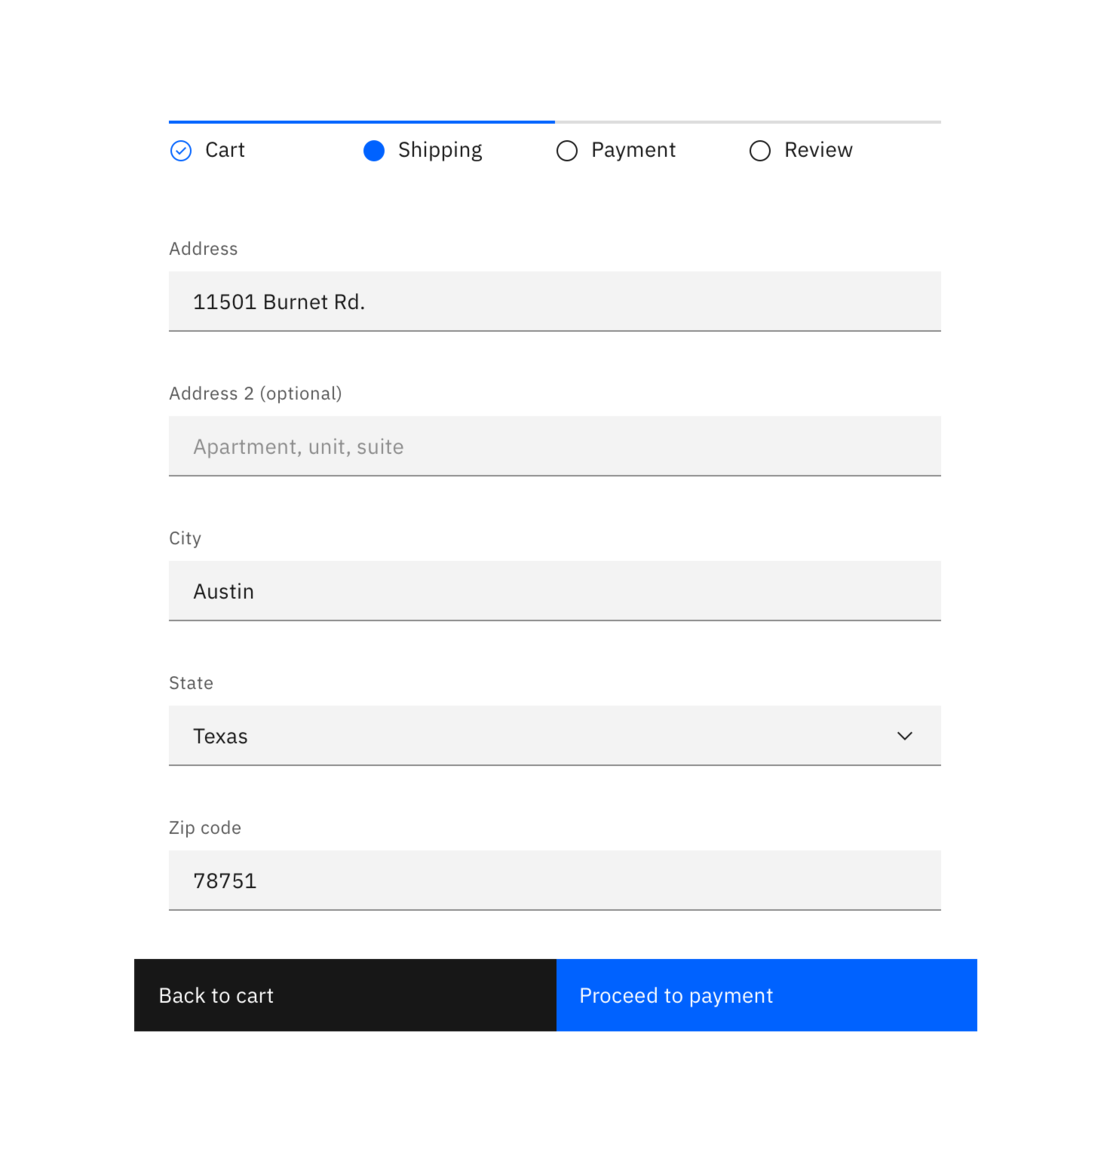 Cart Shipping Payment Review
Address
11501 Burnet Rd.
Address 2 (optional)
Apartment, unit, suite
City
Austin
State
Texas
Zip code
78751
Back to cart Proceed to payment